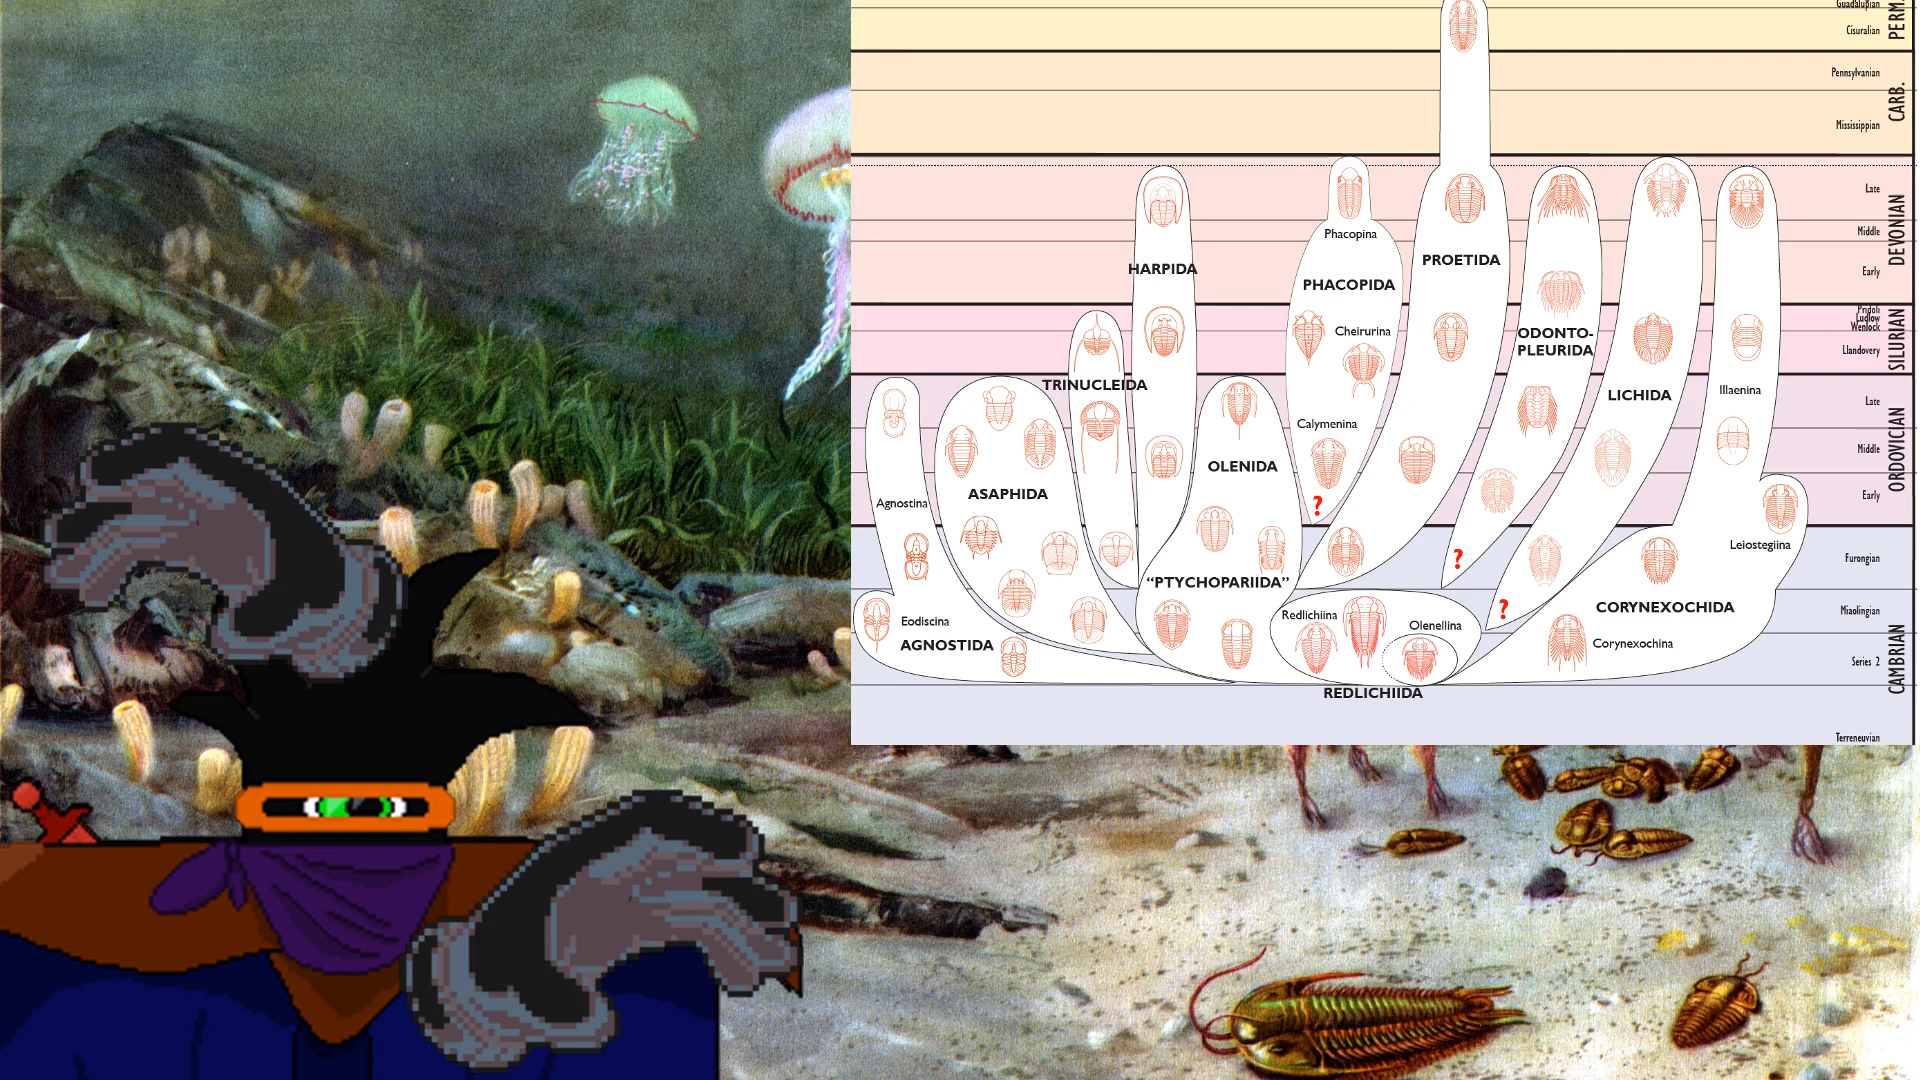 Guadalupian
Cisuralian
PERM.
Pennsylvanian
CARB.
Mississippian
Late
Phacopina
Middle
DEVONIAN
HARPIDA
PROETIDA
PHACOPIDA
Early
Pridoli
Ludlow
Wenlock
Cheirurina
ODONTO-
PLEURIDA
Llandovery
SILURIAN
TRINUCLEIDA
Illaenina
LICHIDA
Late
Calymenina
Middle
OLENIDA
ORDOVICIAN
ASAPHIDA
Early
Agnostina
?
Leiostegiina
Furongian
?
"PTYCHOPARIIDA"
Miaolingian
CORYNEXOCHIDA
?
Redlichiina
Eodiscina
Olenellina
AGNOSTIDA
Corynexochina
Series 2
CAMBRIAN
REDLICHIIDA
Terreneuvian